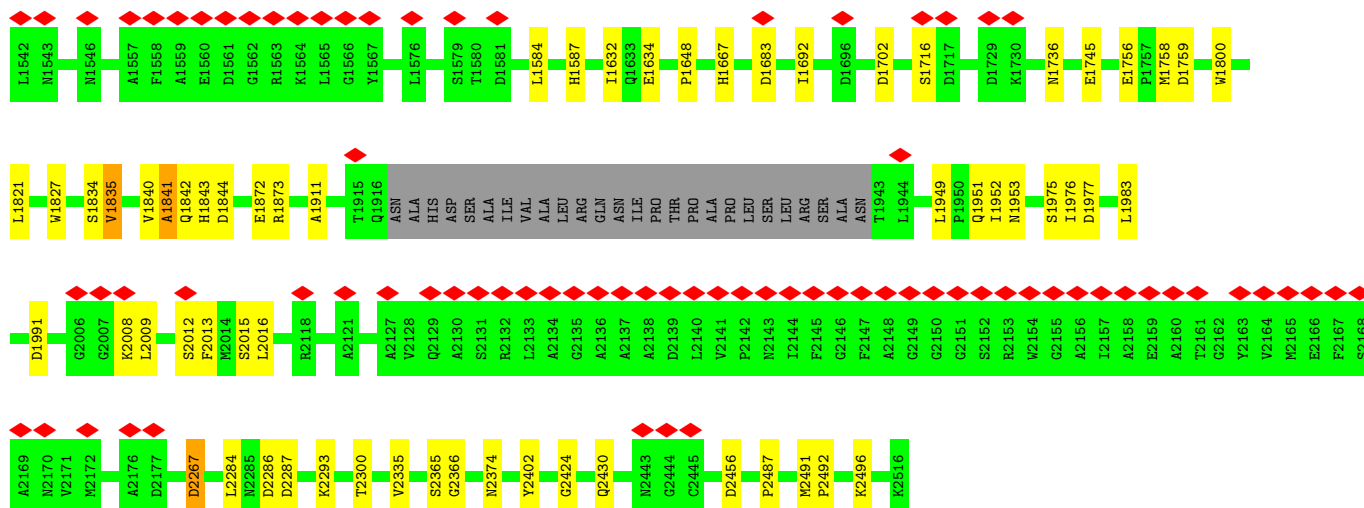 L1542 N1543 N1546 A1557 F1558 A1559 E1560 D1561 G1562 R1563 K1564 L1565 G1566 Y1567 L1576 S1579 T1580 D1581 L1584 H1587 I1632 Q1633 E1634 P1648 H1667 D1683 I1692 D1696 D1702 S1716 D1717 D1729 K1730 N1736 E1745 E1756 P1757 M1758 D1759 W1800
L1821 W1827 S1834 V1835 V1840 A1841 Q1842 H1843 D1844 E1872 R1873 A1911 T1915 Q1916 ASN ALA HIS ASP SER ALA ILE VAL ALA LEU ARG GLN ASN ILE PRO THR PRO ALA PRO LEU SER LEU ARG SER ALA ASN T1943 L1944 L1949 P1950 Q1951 I1952 N1953 S1975 I1976 D1977 L1983
D1991 G2006 G2007 K2008 L2009 S2012 F2013 M2014 S2015 L2016 R2118 A2121 A2127 V2128 Q2129 A2130 S2131 R2132 L2133 A2134 G2135 A2136 A2137 A2138 D2139 L2140 V2141 P2142 N2143 I2144 F2145 G2146 F2147 A2148 G2149 G2150 G2151 S2152 R2153 W2154 G2155 A2156 I2157 A2158 E2159 A2160 T2161 G2162 Y2163 V2164 M2165 E2166 F2167 S2168
A2169 N2170 V2171 M2172 A2176 D2177 D2267 L2284 N2285 D2286 D2287 K2293 T2300 V2335 S2365 G2366 N2374 Y2402 G2424 Q2430 N2443 G2444 C2445 D2456 P2487 M2491 P2492 K2496 K2516